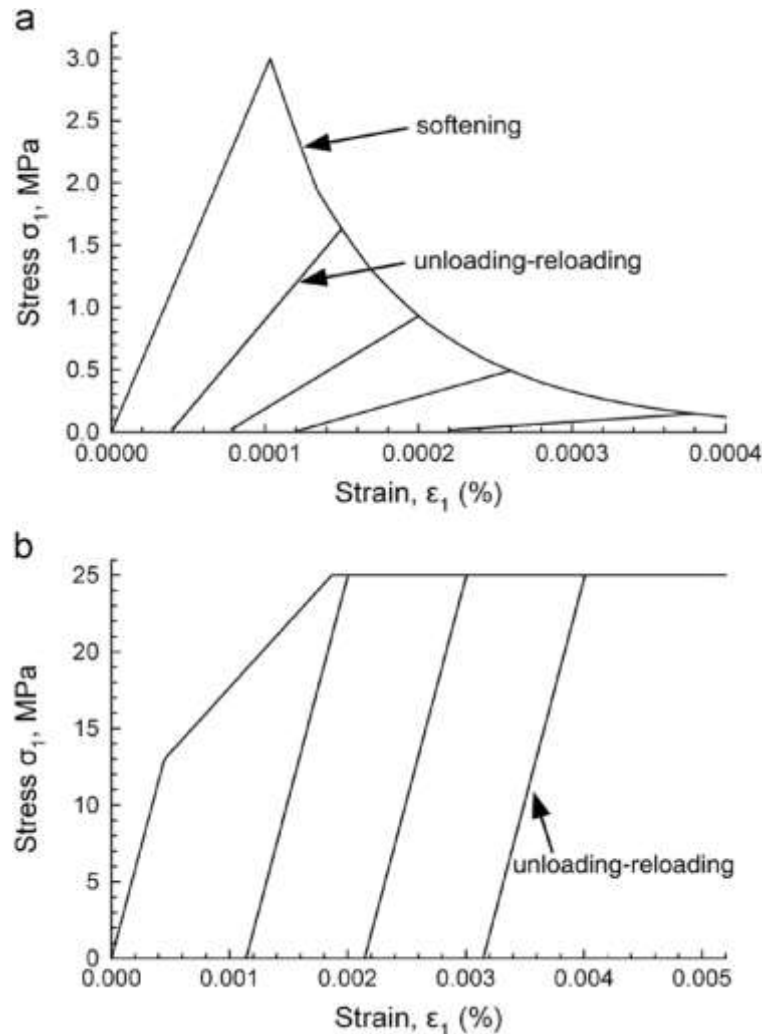 a
3.0
2.5
2.0
1.5
1.0
0.5
0.0
Stress σ₁, MPa
softening
unloading-reloading
0.0000 0.0001 0.0002 0.0003 0.0004
Strain, ε₁ (%)
b
25
20
15
10
5
0
Stress σ₁, MPa
unloading-reloading
0.000 0.001 0.002 0.003 0.004 0.005
Strain ε₁ (%)